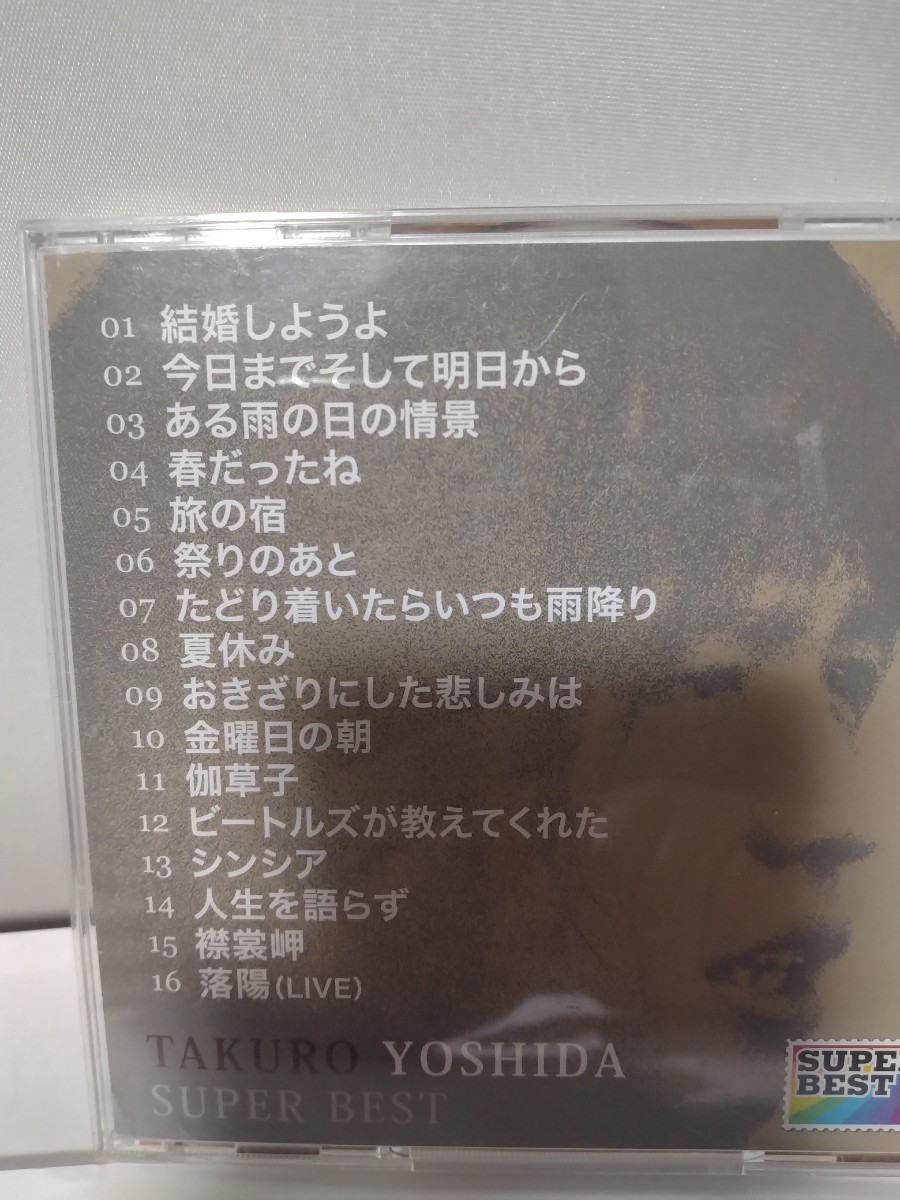 01 結婚しようよ
02 今日までそして明日から
03 ある雨の日の情景
04 春だったね
05 旅の宿
06 祭りのあと
07 たどり着いたらいつも雨降り
08 夏休み
09 おきざりにした悲しみは
10 金曜日の朝
11 伽草子
12 ビートルズが教えてくれた
13 シンシア
14 人生を語らず
15 襟裳岬
16 落陽(LIVE)
TAKURO YOSHIDA
SUPER BEST
SUPE
BEST